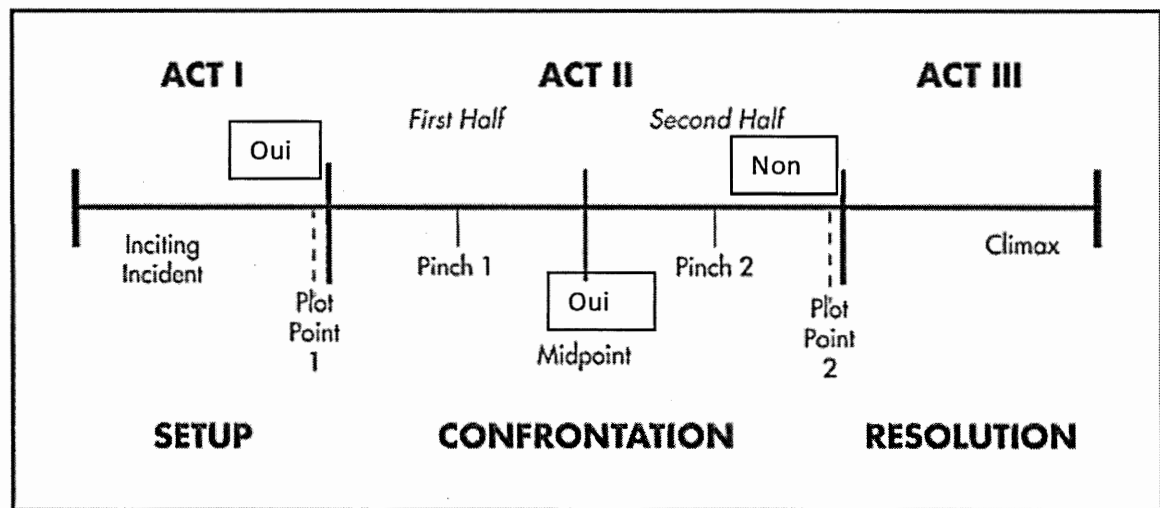 ACT I
ACT II
ACT III
First Half
Second Half
Oui
Non
Inciting
Incident
Plot
Point
1
Pinch 1
Oui
Midpoint
Pinch 2
Plot
Point
2
Climax
SETUP
CONFRONTATION
RESOLUTION